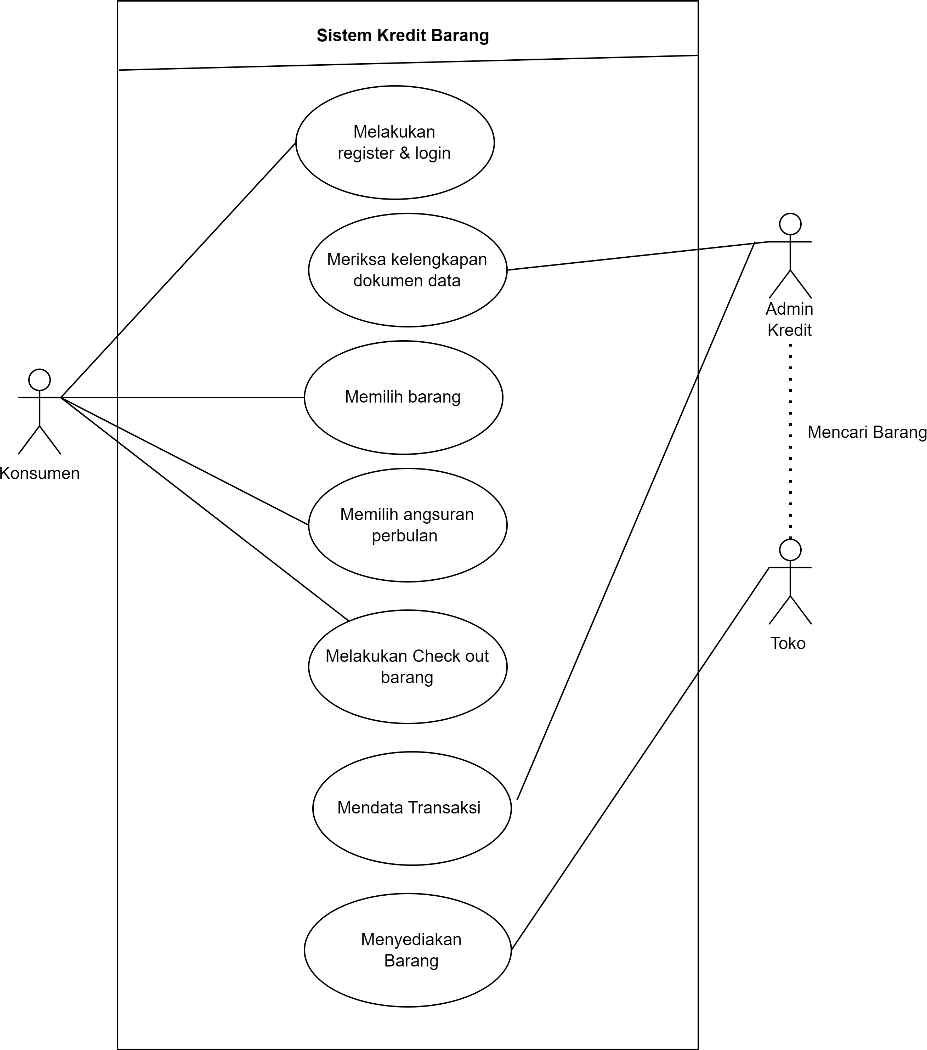 Sistem Kredit Barang
Melakukan
register & login
Meriksa kelengkapan
dokumen data
Admin
Kredit
Memilih barang
Mencari Barang
Konsumen
Memilih angsuran
perbulan
Toko
Melakukan Check out
barang
Mendata Transaksi
Menyediakan
Barang